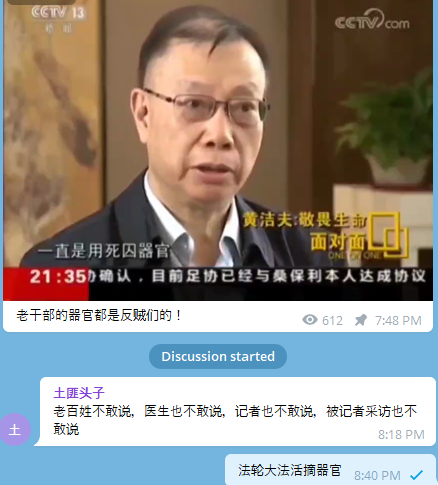 CCTV 13
CCTV.com
黄洁夫:敬畏生命
面对面
ONE ON ONE
一直是用死囚器官
21:35
办确认，目前足协已经与桑保利本人达成协议
老干部的器官都是反贼们的！
612
7:48 PM
Discussion started
土匪头子
老百姓不敢说，医生也不敢说，记者也不敢说，被记者采访也不
敢说
8:18 PM
土
法轮大法活摘器官
8:40 PM